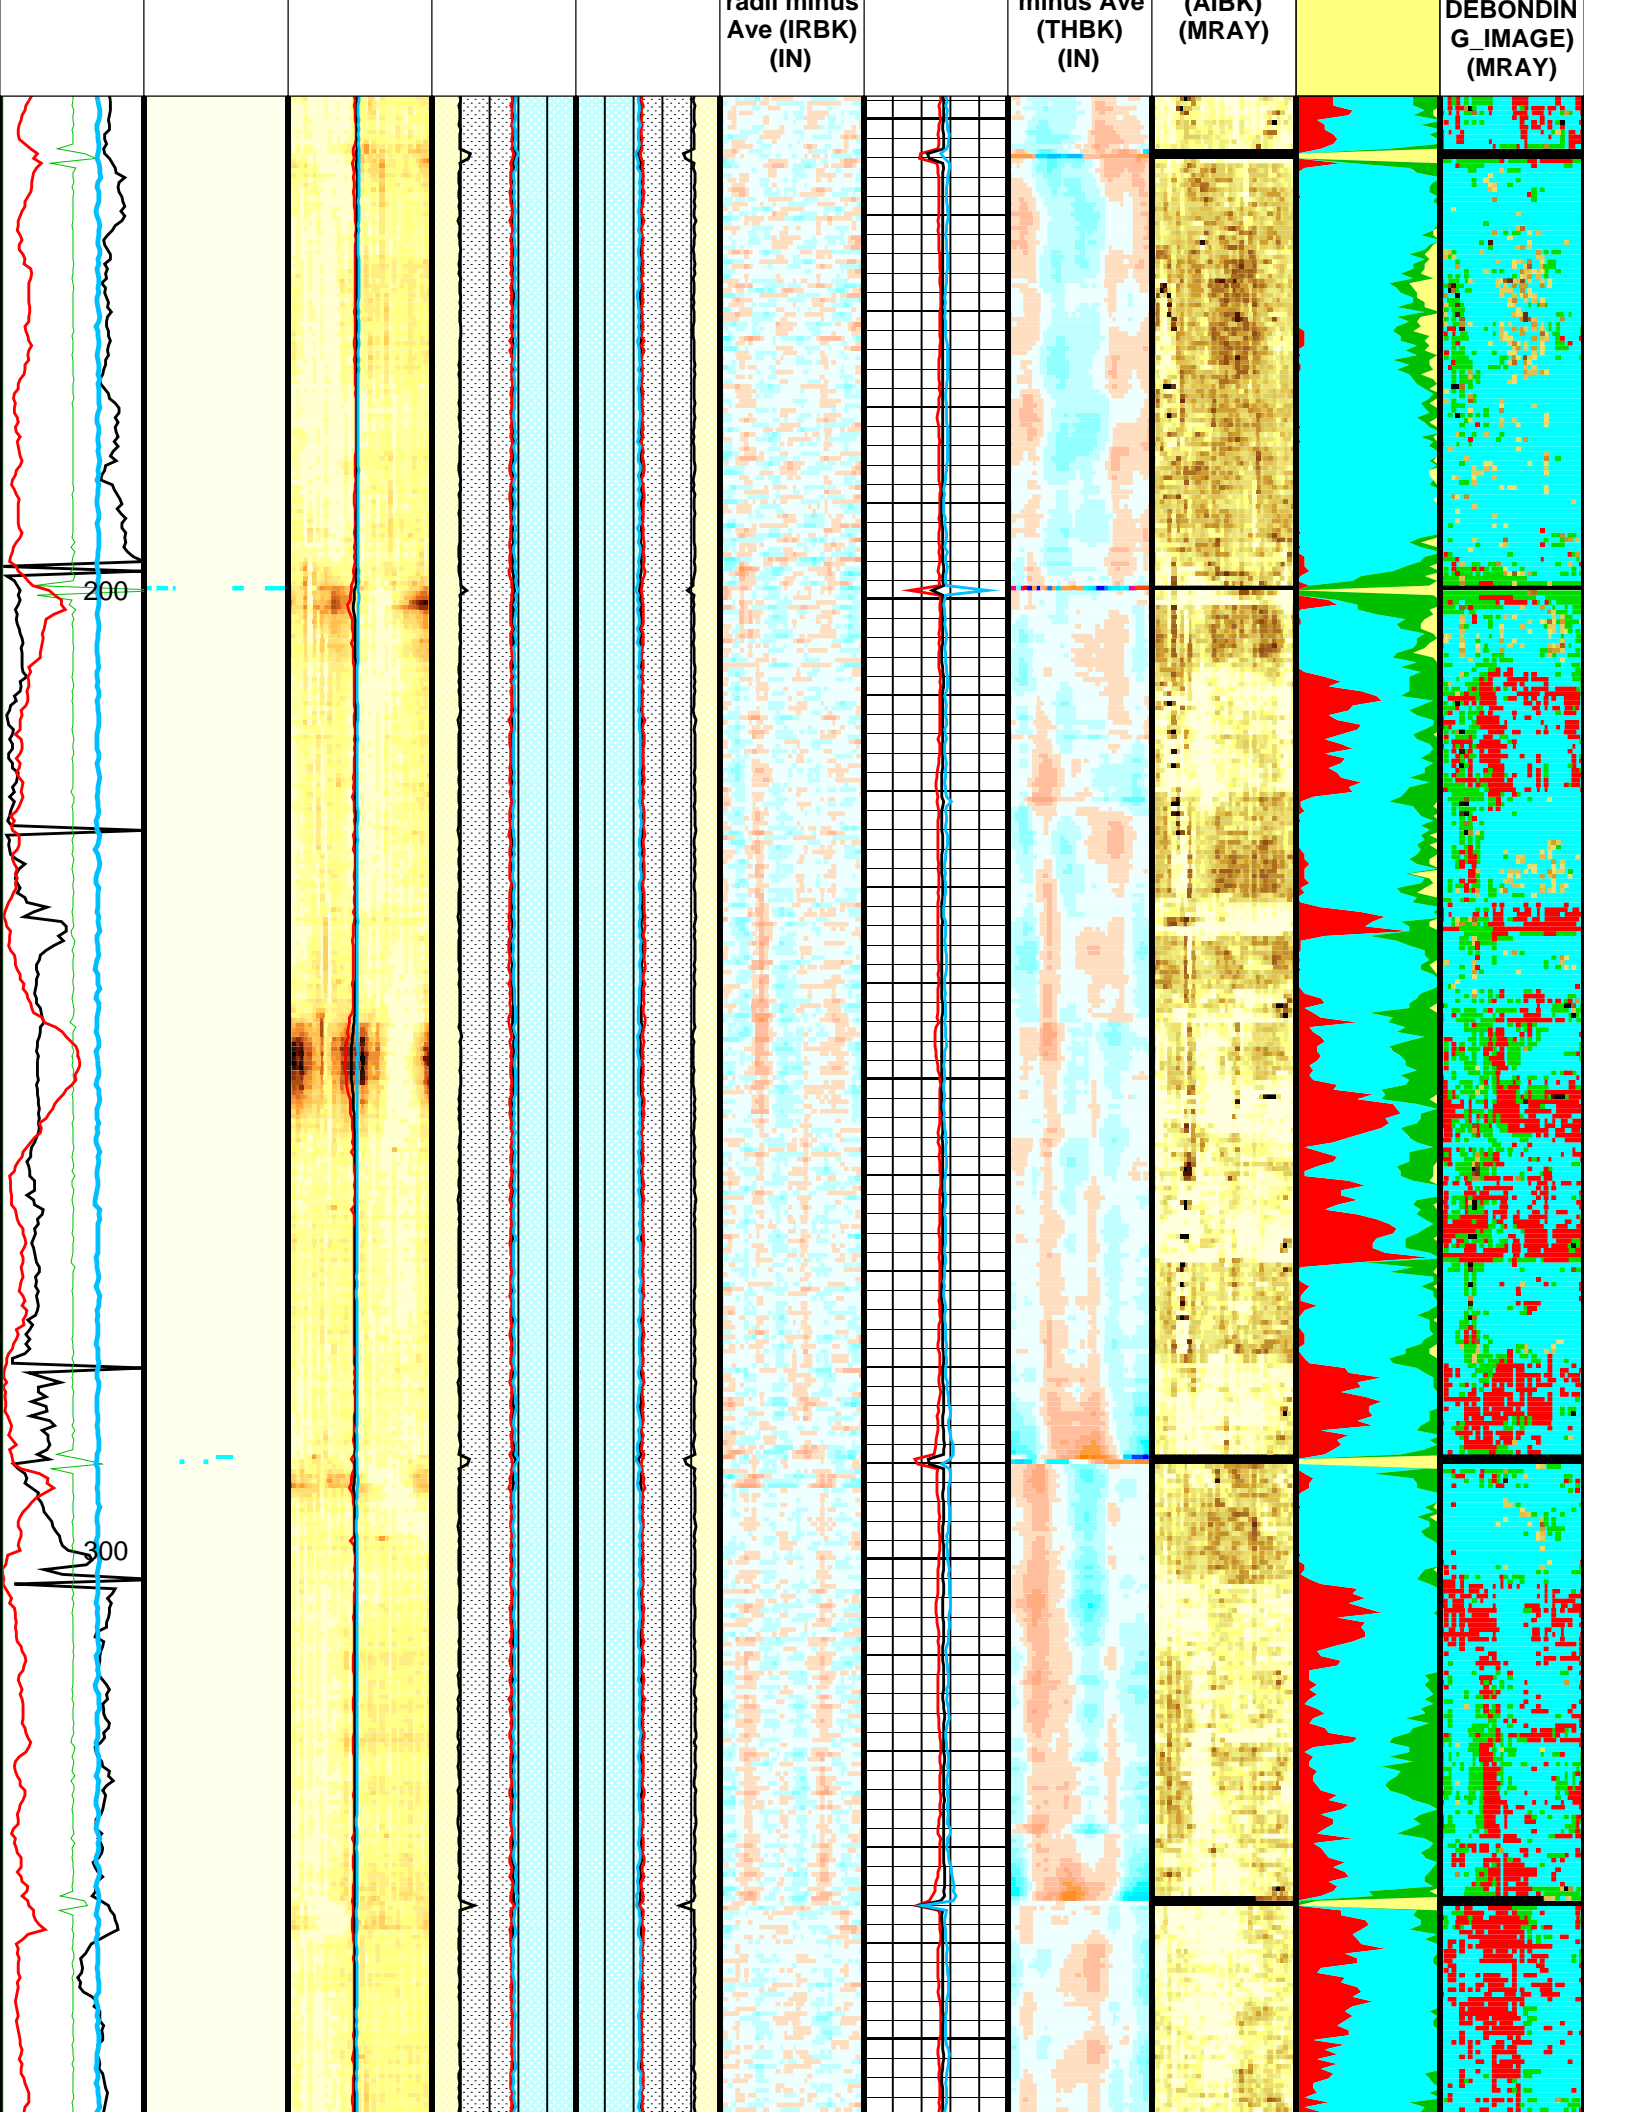 radii minus
Ave (IRBK)
(IN)
minus Ave
(THBK)
(IN)
(AIBK)
(MRAY)
DEBONDIN
G_IMAGE)
(MRAY)
200
300